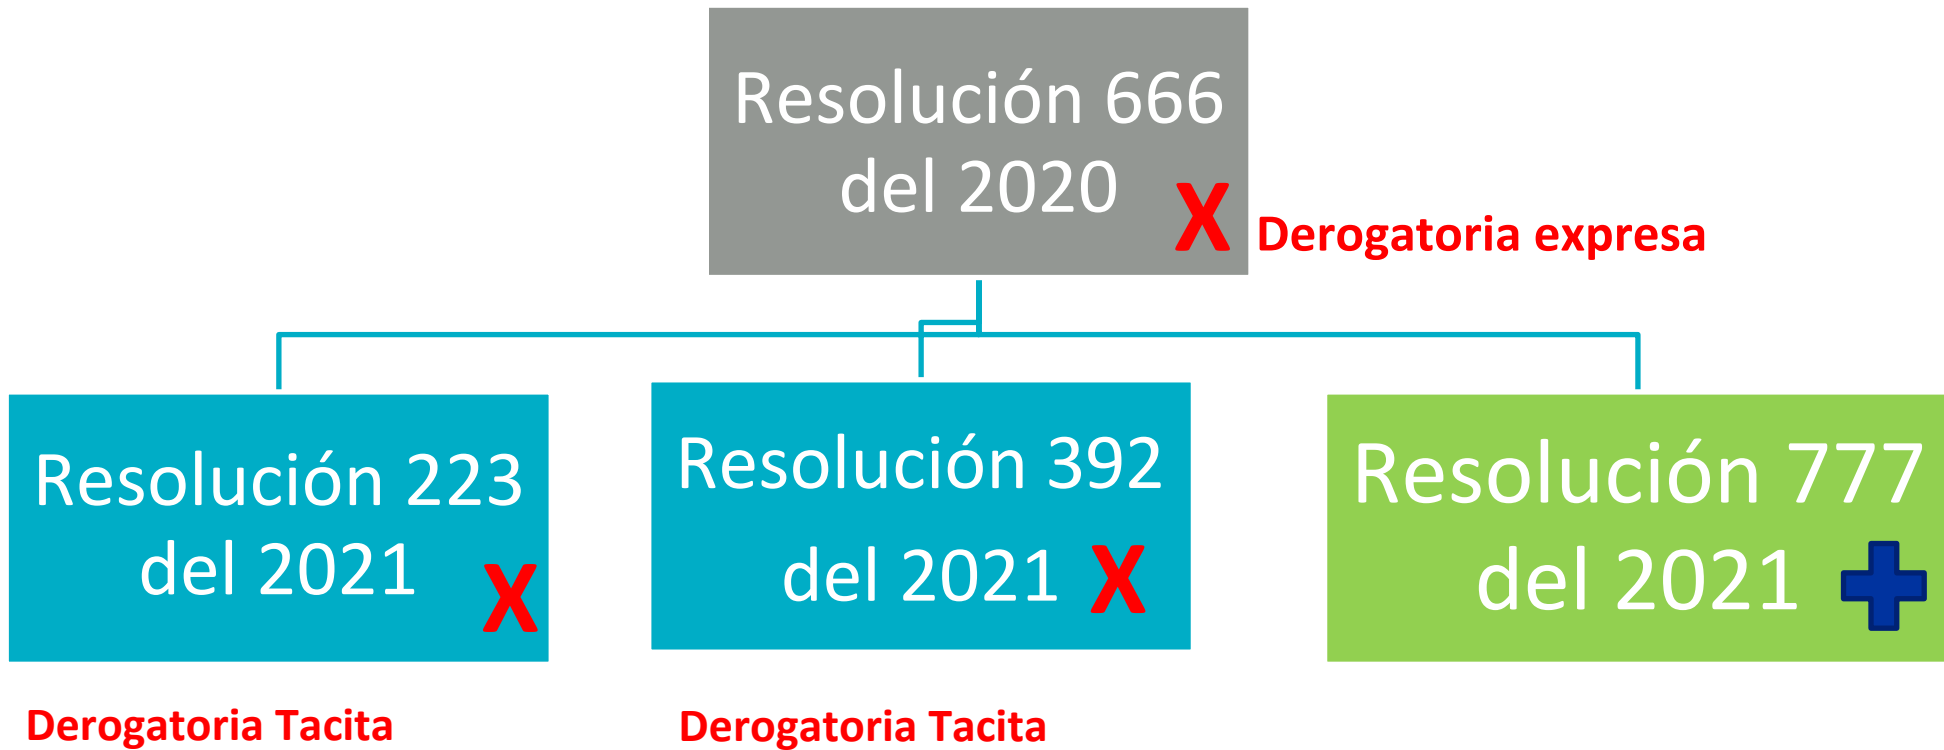 Resolución 666
del 2020
X
Derogatoria expresa
Resolución 223
del 2021
X
Resolución 392
del 2021
X
Resolución 777
del 2021
Derogatoria Tacita
Derogatoria Tacita